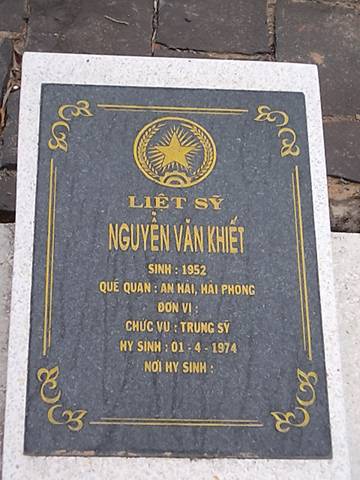 LIỆT SỸ
NGUYỄN VĂN KHIẾT
SINH : 1952
QUÊ QUÁN : AN HẢI, HẢI PHÒNG
ĐƠN VỊ :
CHỨC VỤ : TRUNG SỸ
HY SINH : 01 - 4 - 1974
NƠI HY SINH :